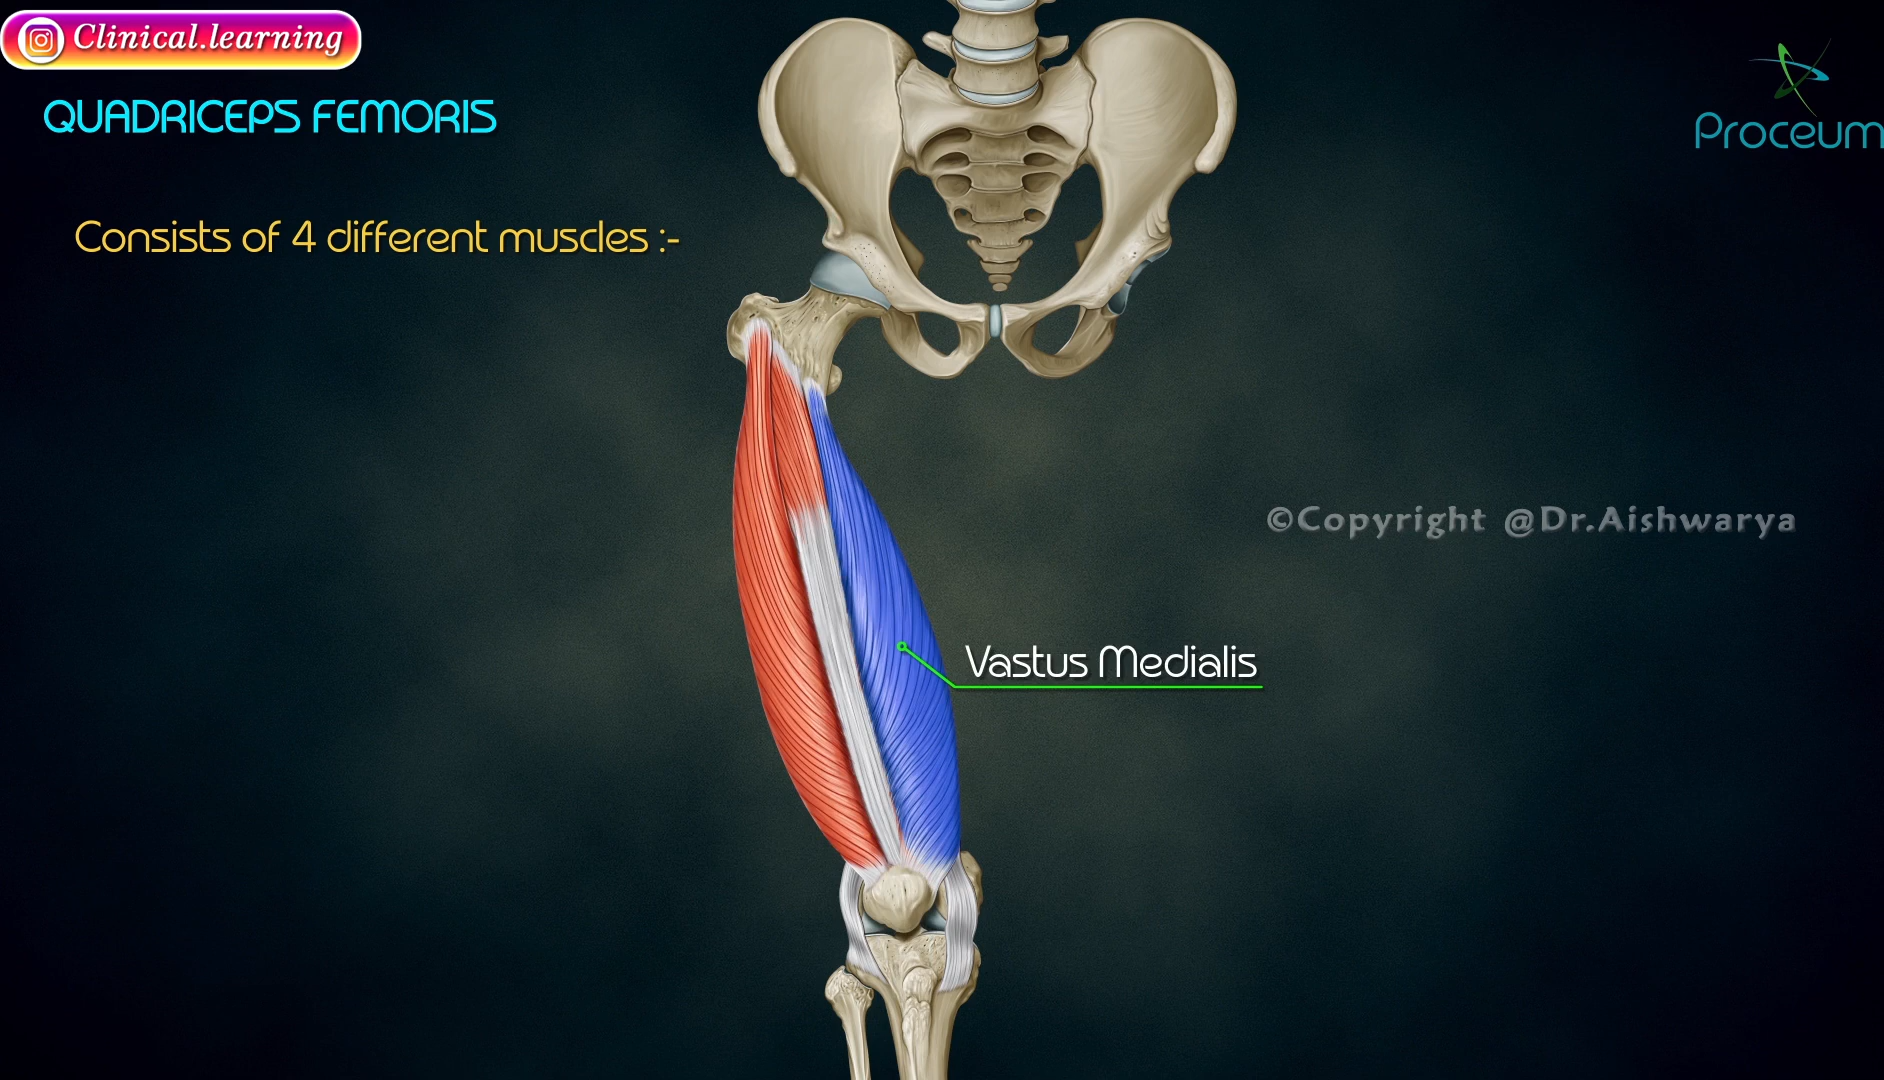 Clinical.learning
QUADRICEPS FEMORIS
Proceum
Consists of 4 different muscles :-
©Copyright @Dr.Aishwarya
Vastus Medialis